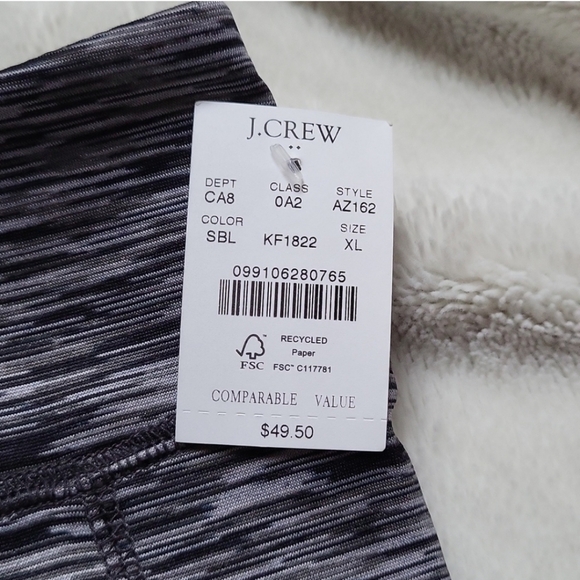 J.CREW
DEPT CLASS STYLE
CA8 0A2 AZ162
COLOR SIZE
SBL KF1822 XL
099106280765
RECYCLED
Paper
FSC FSC® C117781
COMPARABLE VALUE
$49.50